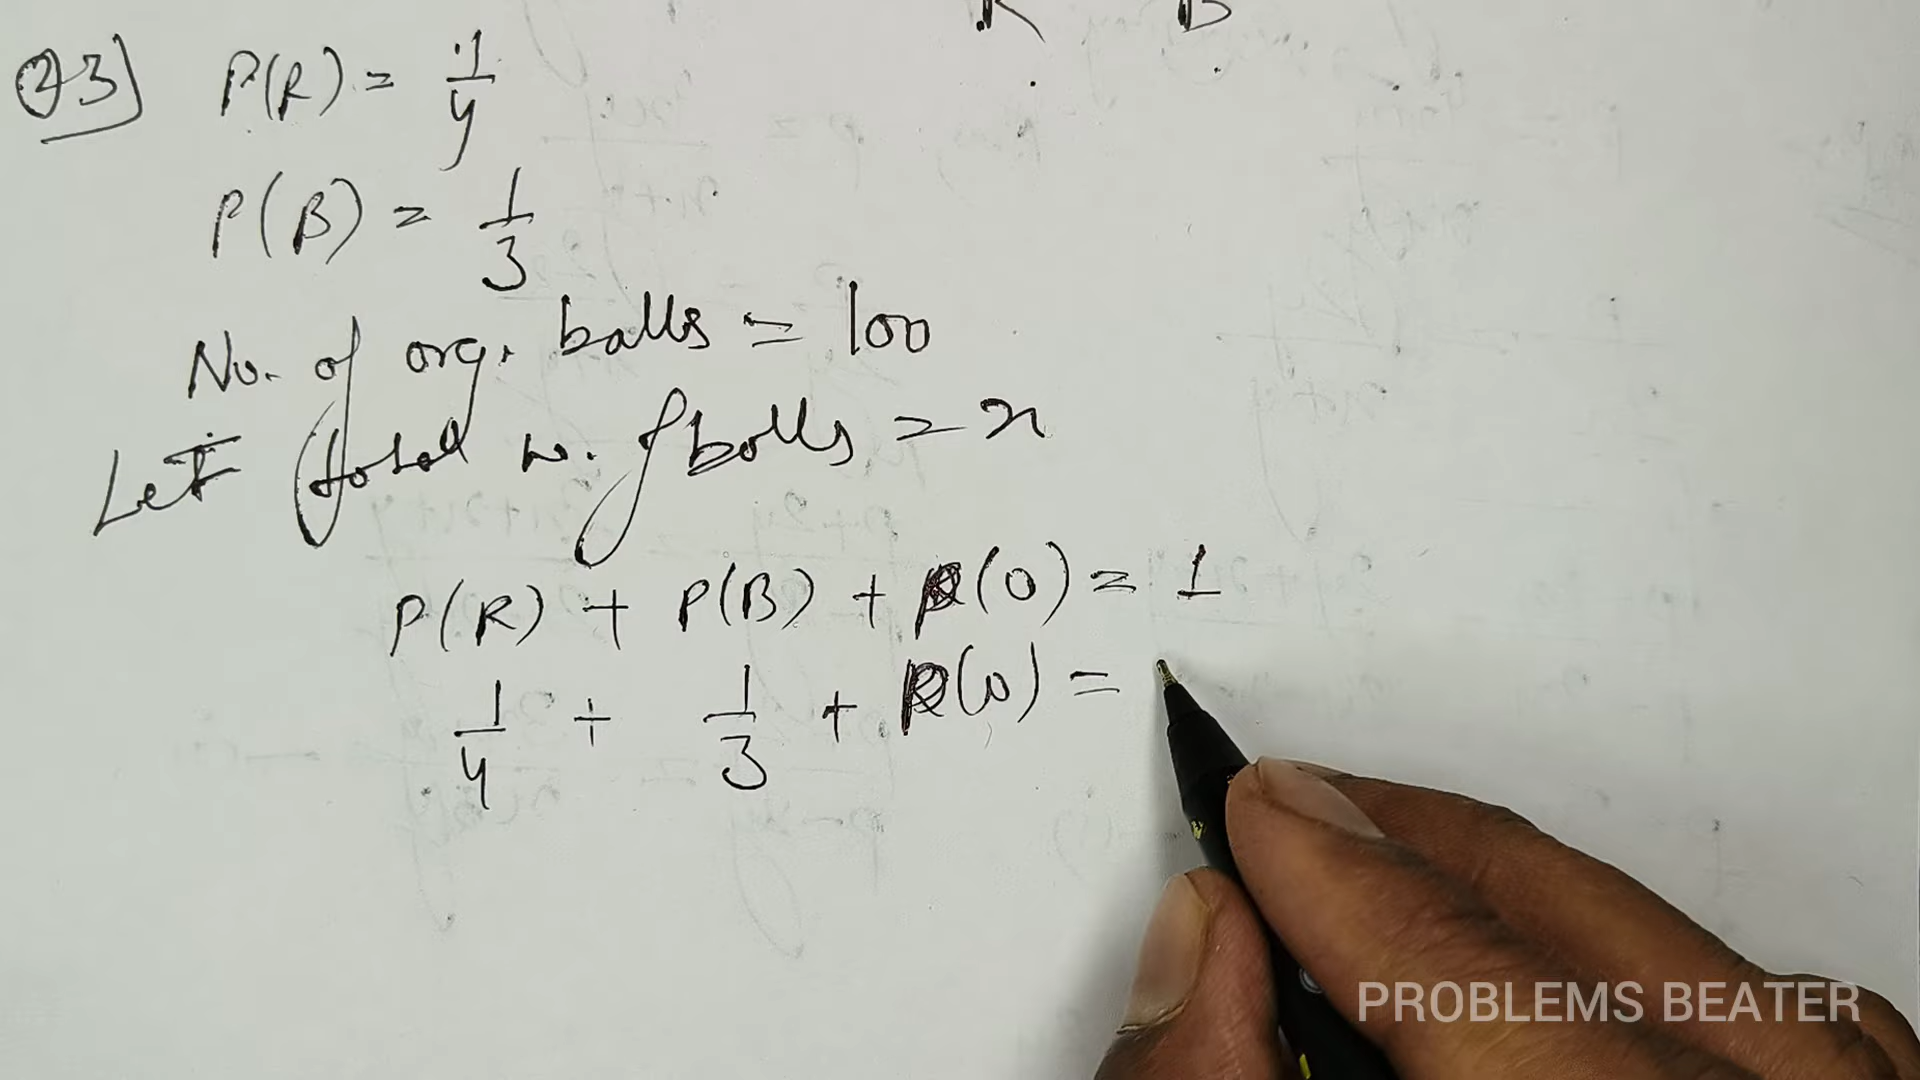 R B
Q3] P(R) = 1/4
P(B) = 1/3
No. of org. balls = 100
Let total no. of balls = x
P(R) + P(B) + P(O) = 1
1/4 + 1/3 + P(O) =
PROBLEMS BEATER